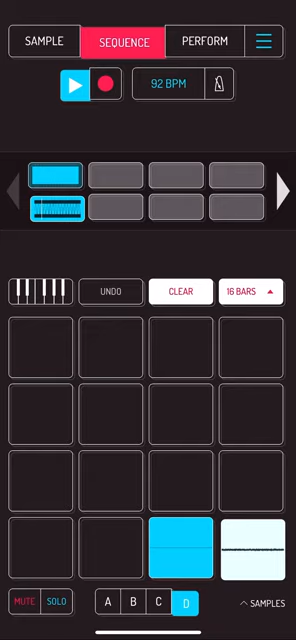 SAMPLE SEQUENCE PERFORM
92 BPM
UNDO CLEAR 16 BARS
MUTE SOLO A B C D SAMPLES